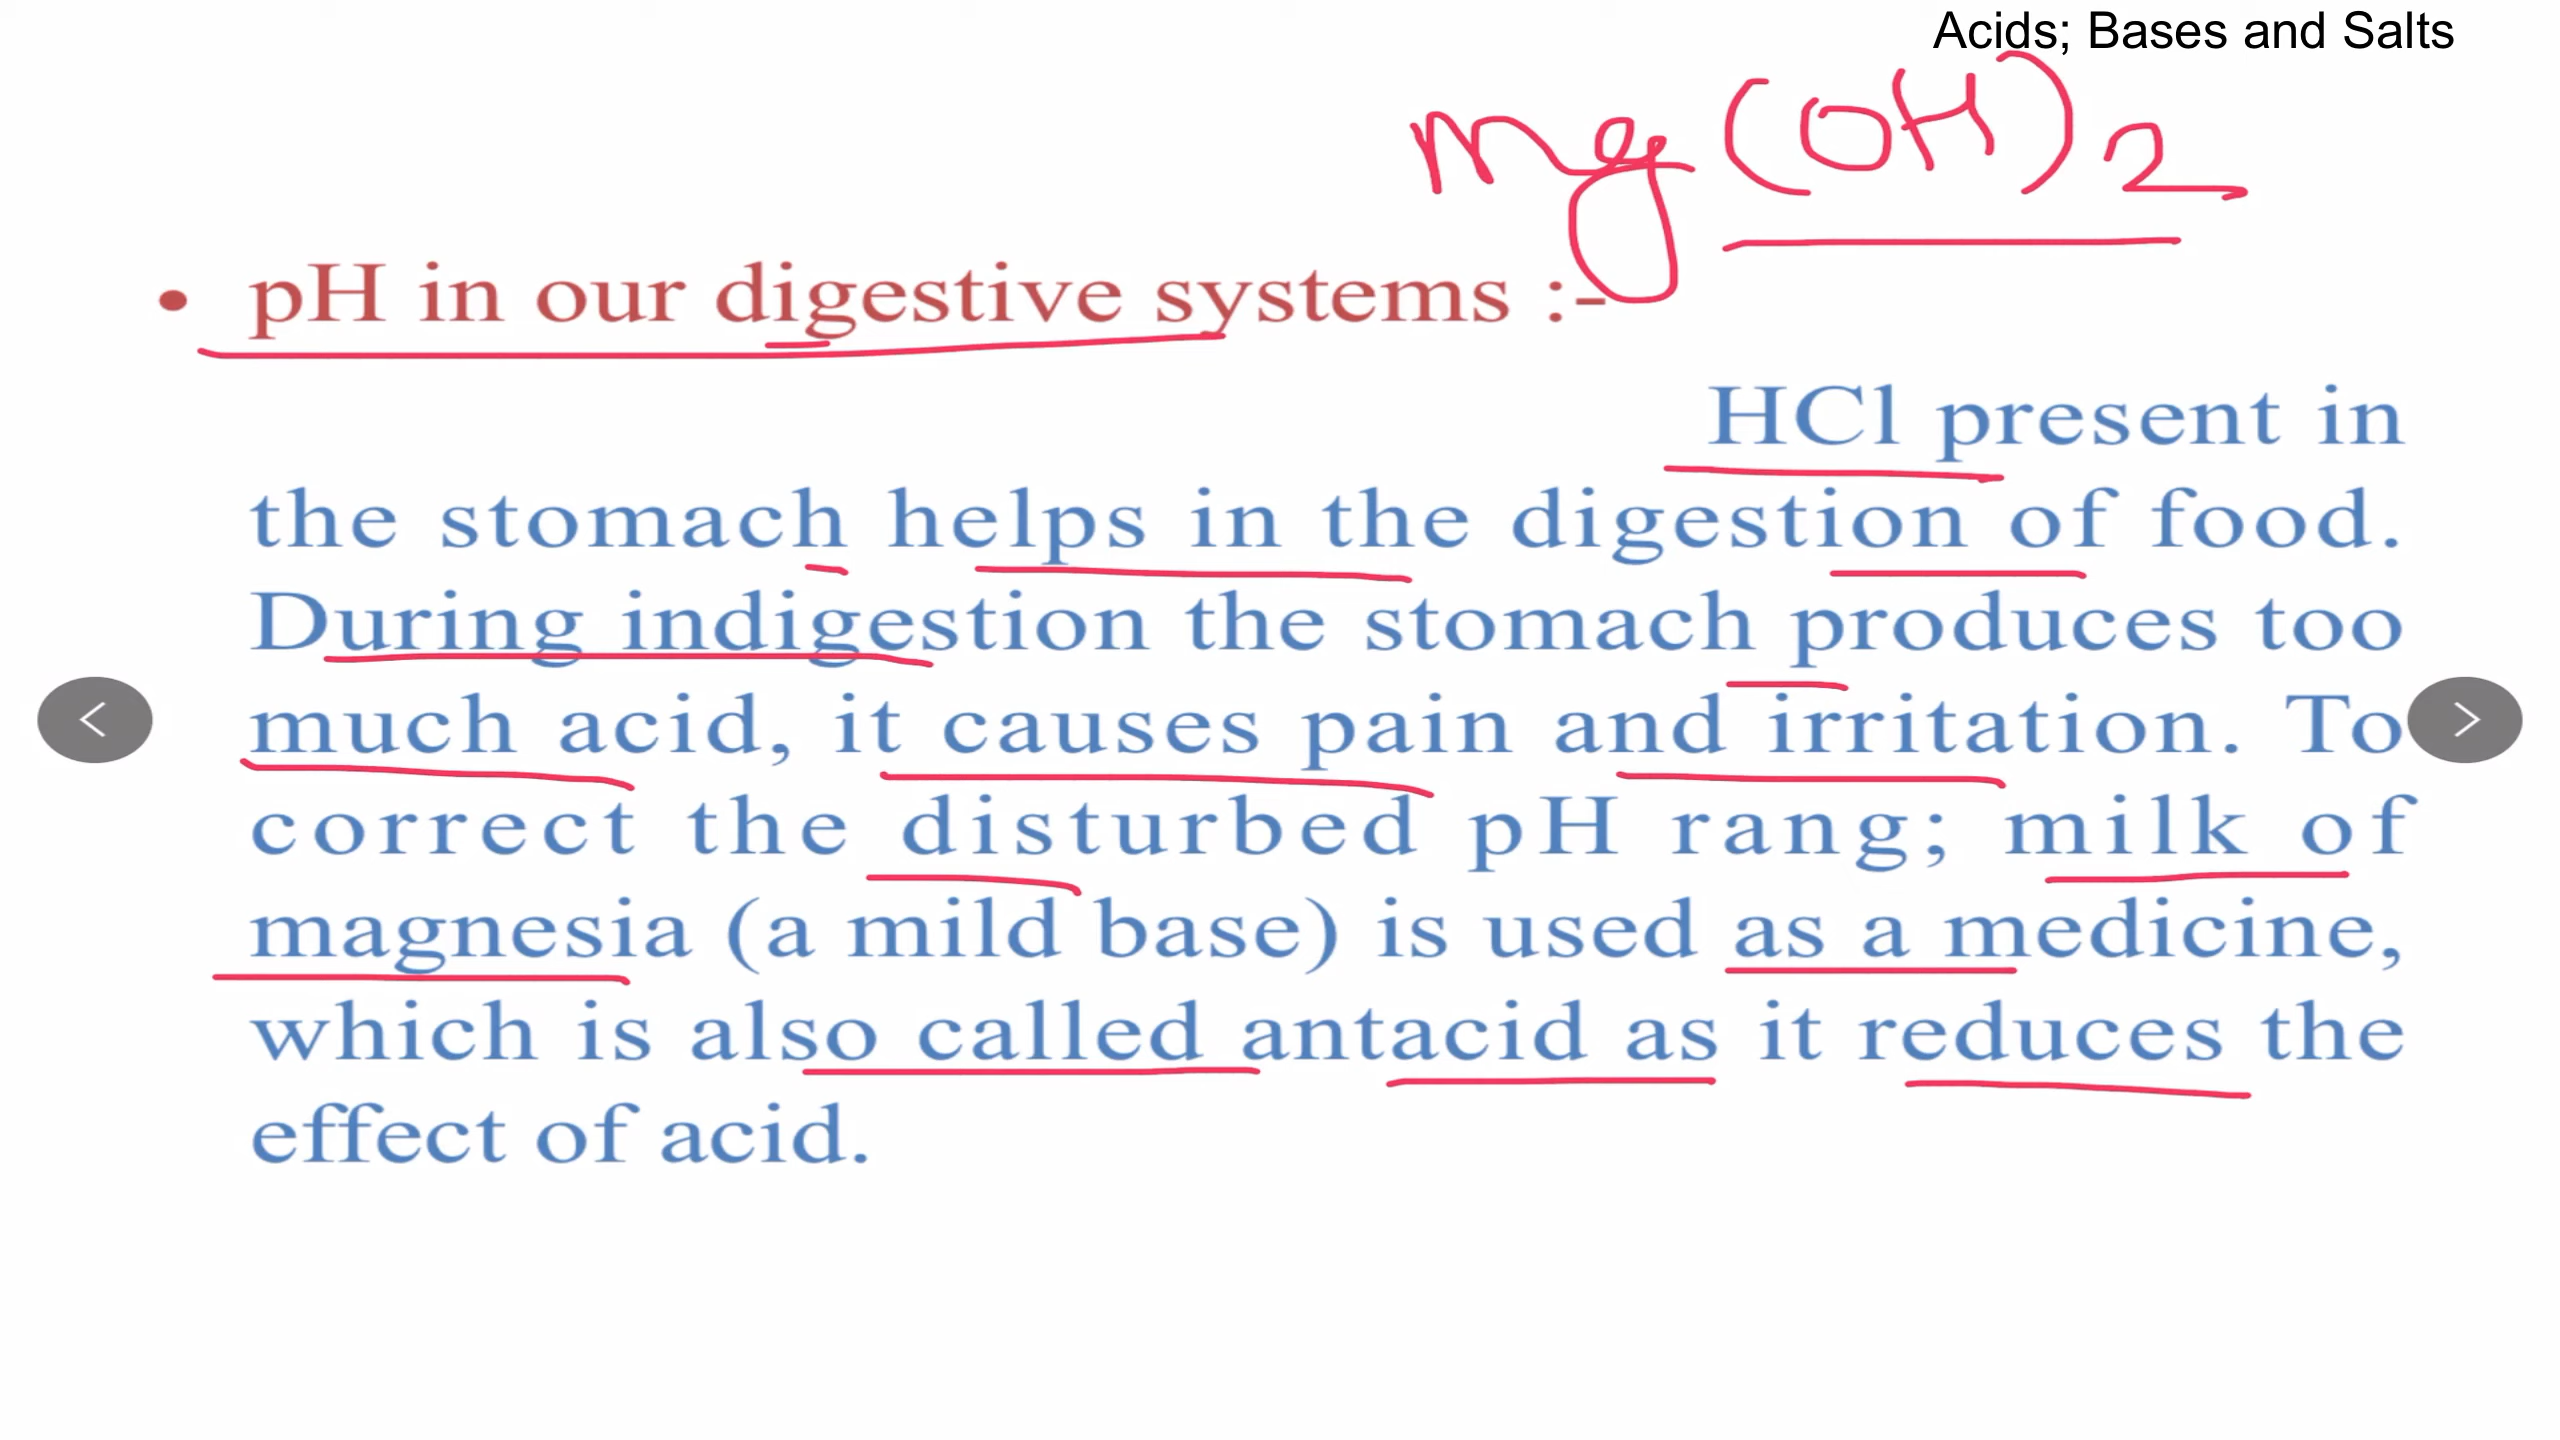 Acids; Bases and Salts
Mg(OH)2
• pH in our digestive systems :-
HCl present in
the stomach helps in the digestion of food.
During indigestion the stomach produces too
much acid, it causes pain and irritation. To
correct the disturbed pH rang; milk of
magnesia (a mild base) is used as a medicine,
which is also called antacid as it reduces the
effect of acid.